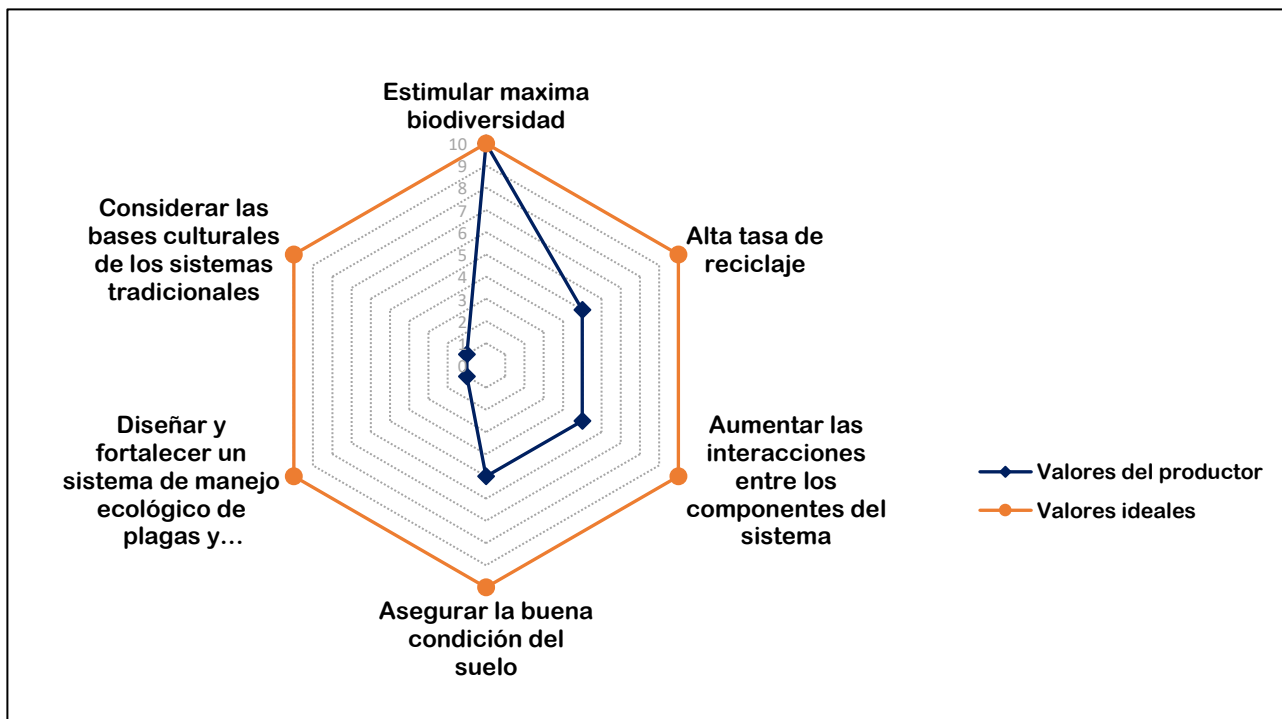 Estimular maxima
biodiversidad
10
9
8
7
6
5
4
3
2
1
0
Alta tasa de
reciclaje
Aumentar las
interacciones
entre los
componentes del
sistema
Asegurar la buena
condición del
suelo
Diseñar y
fortalecer un
sistema de manejo
ecológico de
plagas y...
Considerar las
bases culturales
de los sistemas
tradicionales
Valores del productor
Valores ideales